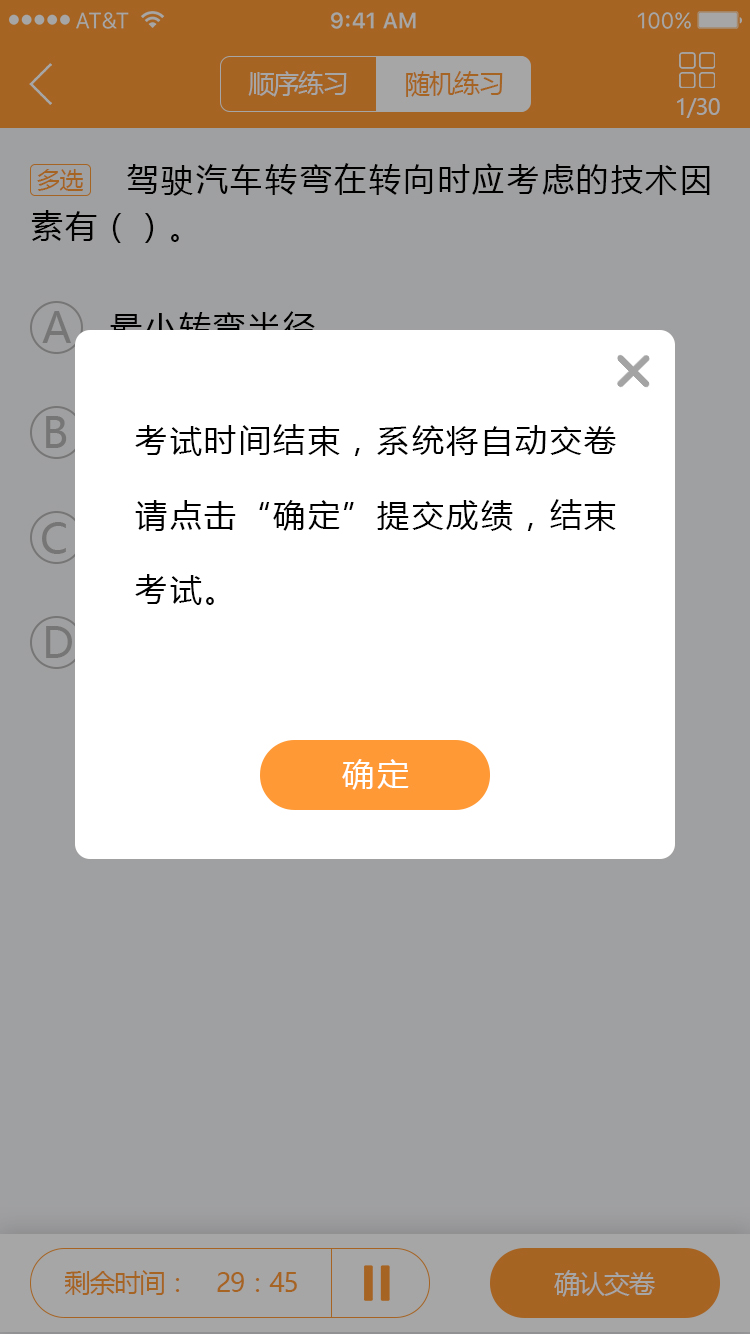 AT&T 9:41 AM 100%
顺序练习 随机练习
1/30
多选 驾驶汽车转弯在转向时应考虑的技术因
素有（ ）。
A 最小转弯半径
B
C
D
考试时间结束，系统将自动交卷
请点击“确定”提交成绩，结束
考试。
确定
剩余时间： 29：45 确认交卷